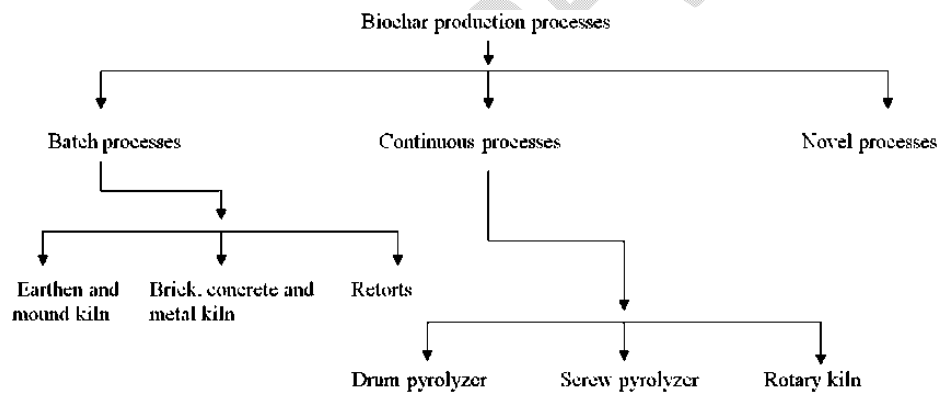 Biochar production processes
Batch processes
Continuous processes
Novel processes
Earthen and
mound kiln
Brick, concrete and
metal kiln
Retorts
Drum pyrolyzer
Screw pyrolyzer
Rotary kiln